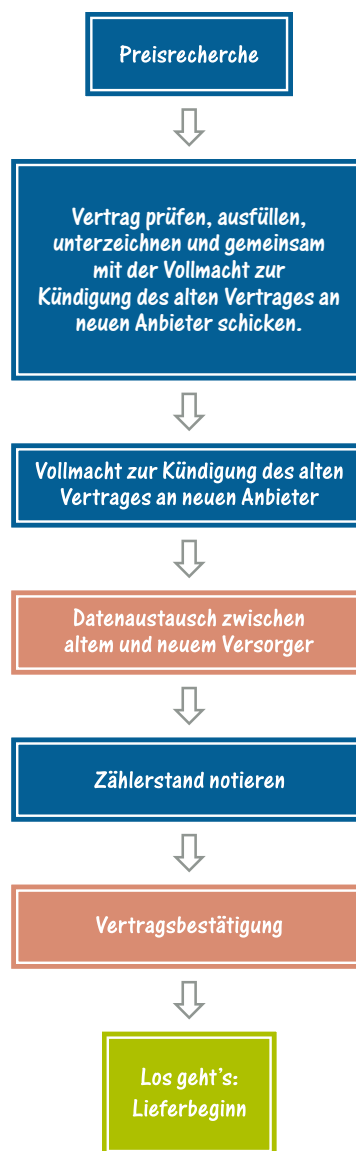 Preisrecherche
Vertrag prüfen, ausfüllen,
unterzeichnen und gemeinsam
mit der Vollmacht zur
Kündigung des alten Vertrages an
neuen Anbieter schicken.
Vollmacht zur Kündigung des alten
Vertrages an neuen Anbieter
Datenaustausch zwischen
altem und neuem Versorger
Zählerstand notieren
Vertragsbestätigung
Los geht's:
Lieferbeginn